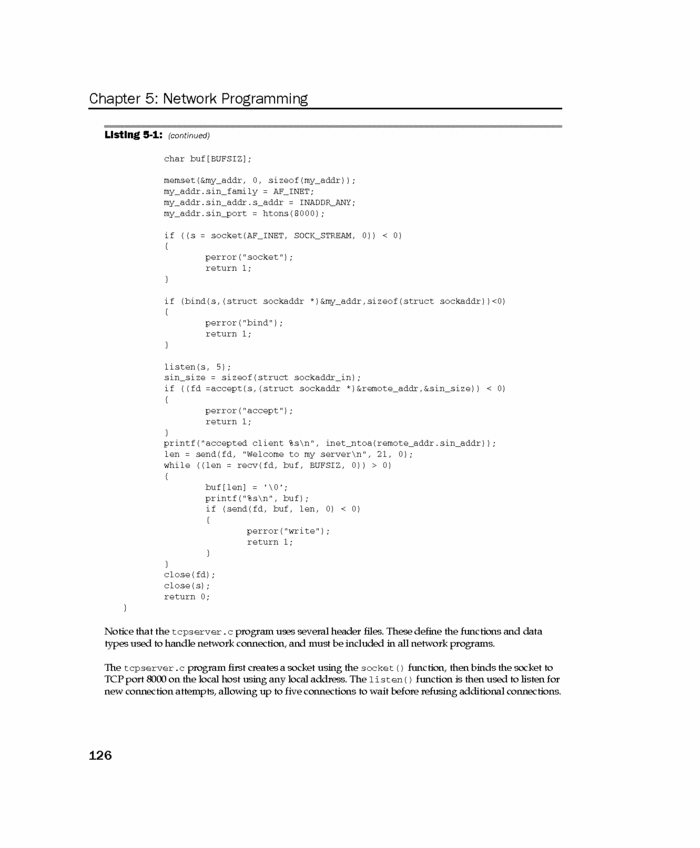 Chapter 5: Network Programming
Listing 5-1: (continued)
char buf[BUFSIZ];
memset(&my_addr, 0, sizeof(my_addr));
my_addr.sin_family = AF_INET;
my_addr.sin_addr.s_addr = INADDR_ANY;
my_addr.sin_port = htons(8000);
if ((s = socket(AF_INET, SOCK_STREAM, 0)) < 0)
{
perror("socket");
return 1;
}
if (bind(s,(struct sockaddr *)&my_addr,sizeof(struct sockaddr))<0)
{
perror("bind");
return 1;
}
listen(s, 5);
sin_size = sizeof(struct sockaddr_in);
if ((fd =accept(s,(struct sockaddr *)&remote_addr,&sin_size)) < 0)
{
perror("accept");
return 1;
}
printf("accepted client %s\n", inet_ntoa(remote_addr.sin_addr));
len = send(fd, "Welcome to my server\n", 21, 0);
while ((len = recv(fd, buf, BUFSIZ, 0)) > 0)
{
buf[len] = '\0';
printf("%s\n", buf);
if (send(fd, buf, len, 0) < 0)
{
perror("write");
return 1;
}
}
close(fd);
close(s);
return 0;
}
Notice that the tcpserver.c program uses several header files. These define the functions and data
types used to handle network connection, and must be included in all network programs.
The tcpserver.c program first creates a socket using the socket() function, then binds the socket to
TCP port 8000 on the local host using any local address. The listen() function is then used to listen for
new connection attempts, allowing up to five connections to wait before refusing additional connections.
126